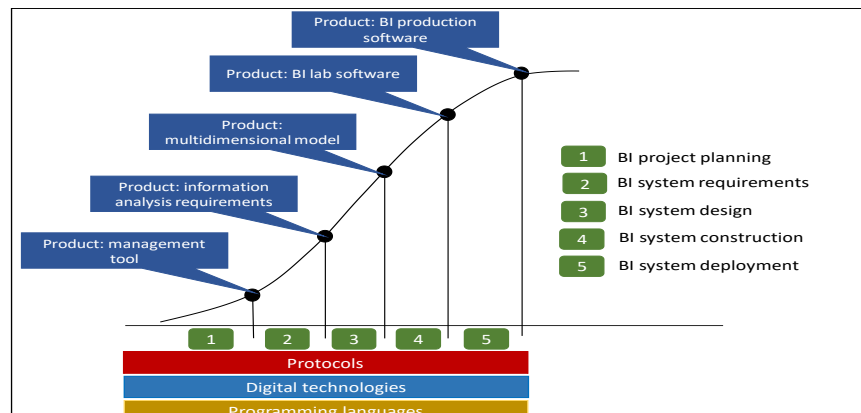 Product: BI production
software
Product: BI lab software
Product:
multidimensional model
Product: information
analysis requirements
Product: management
tool
1 BI project planning
2 BI system requirements
3 BI system design
4 BI system construction
5 BI system deployment
1 2 3 4 5
Protocols
Digital technologies
Programming languages